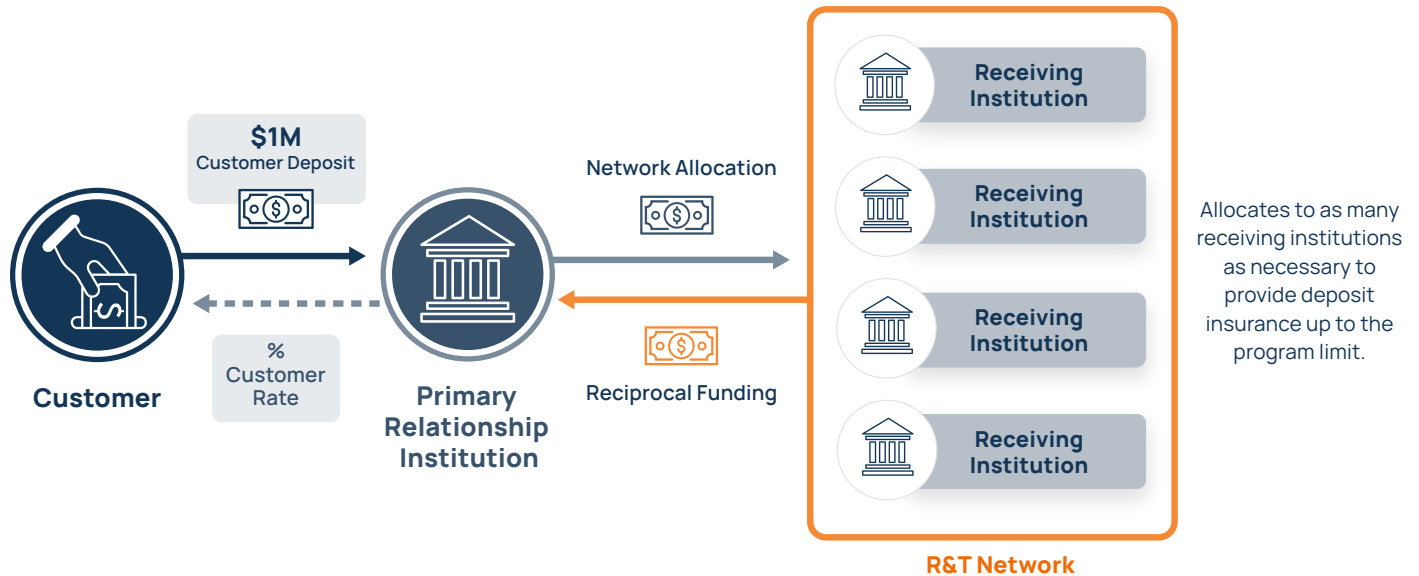 $1M
Customer Deposit
Customer
%
Customer
Rate
Primary
Relationship
Institution
Network Allocation
Reciprocal Funding
Receiving
Institution
Receiving
Institution
Receiving
Institution
Receiving
Institution
R&T Network
Allocates to as many
receiving institutions
as necessary to
provide deposit
insurance up to the
program limit.